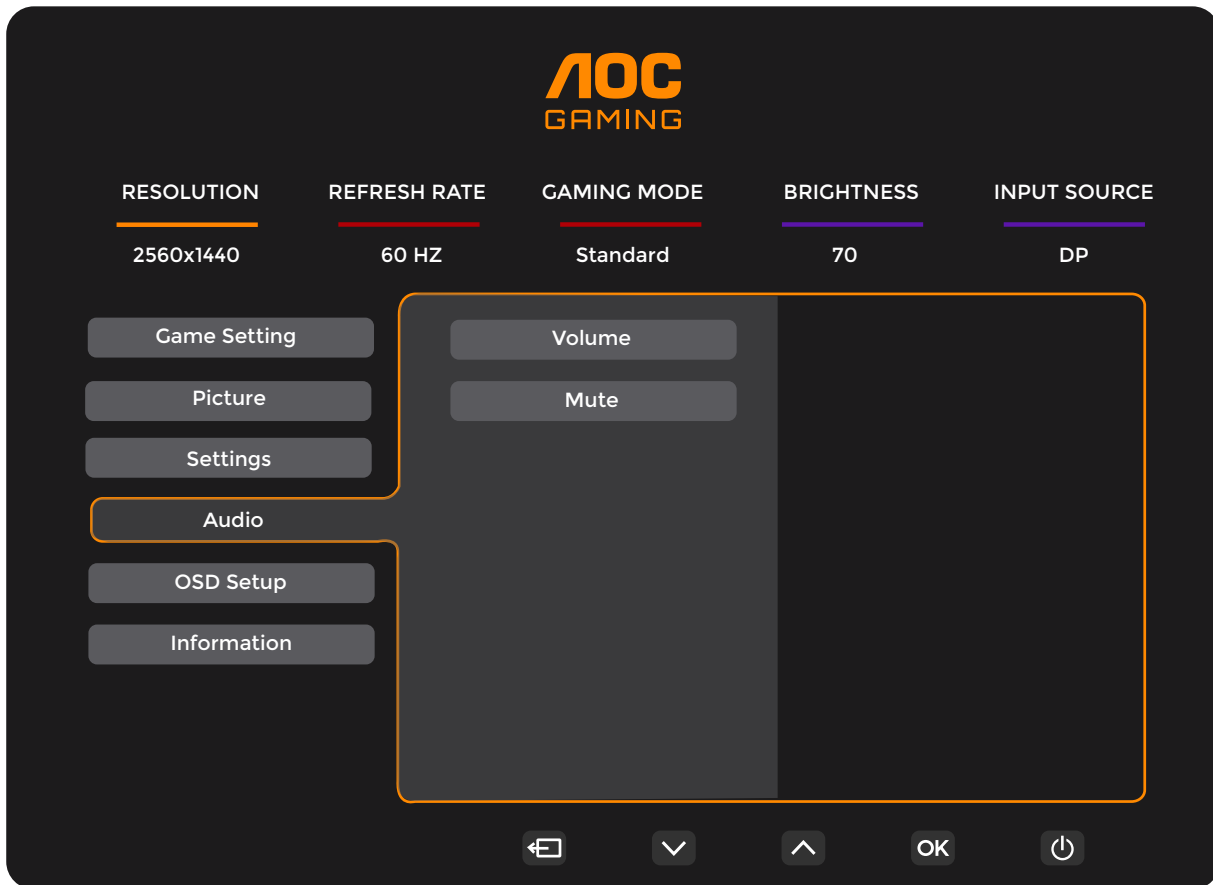 AOC
GAMING
RESOLUTION REFRESH RATE GAMING MODE BRIGHTNESS INPUT SOURCE
2560x1440 60 HZ Standard 70 DP
Game Setting Volume
Picture Mute
Settings
Audio
OSD Setup
Information
OK